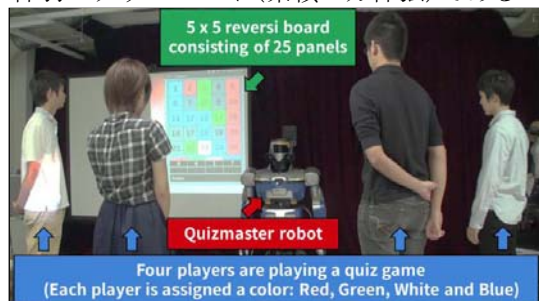 5 x 5 reversi board
consisting of 25 panels
Quizmaster robot
Four players are playing a quiz game
(Each player is assigned a color: Red, Green, White and Blue)